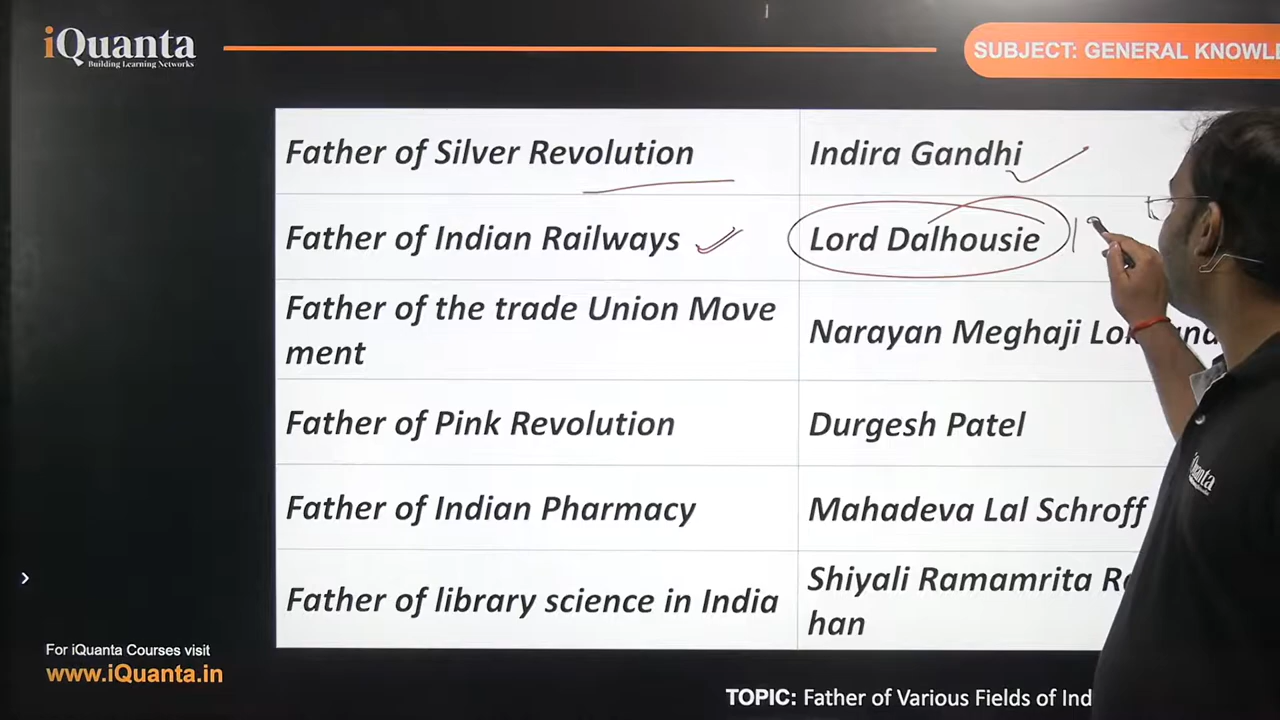 iQuanta
Building Learning Networks
SUBJECT: GENERAL
Father of Silver Revolution
Indira Gandhi
Father of Indian Railways
Lord Dalhousie
Father of the trade Union Move
ment
Narayan Meghaji
Father of Pink Revolution
Durgesh Patel
Father of Indian Pharmacy
Mahadeva Lal Schroff
Father of library science in India
Shiyali Ramamrita
han
For iQuanta Courses visit
www.iQuanta.in
TOPIC: Father of Various Fields of